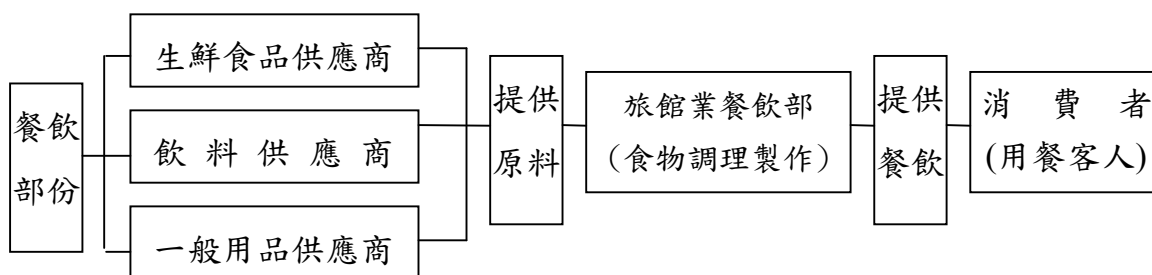 餐飲
部份
生鮮食品供應商
飲料供應商
一般用品供應商
提供
原料
旅館業餐飲部
（食物調理製作）
提供
餐飲
消費者
(用餐客人)